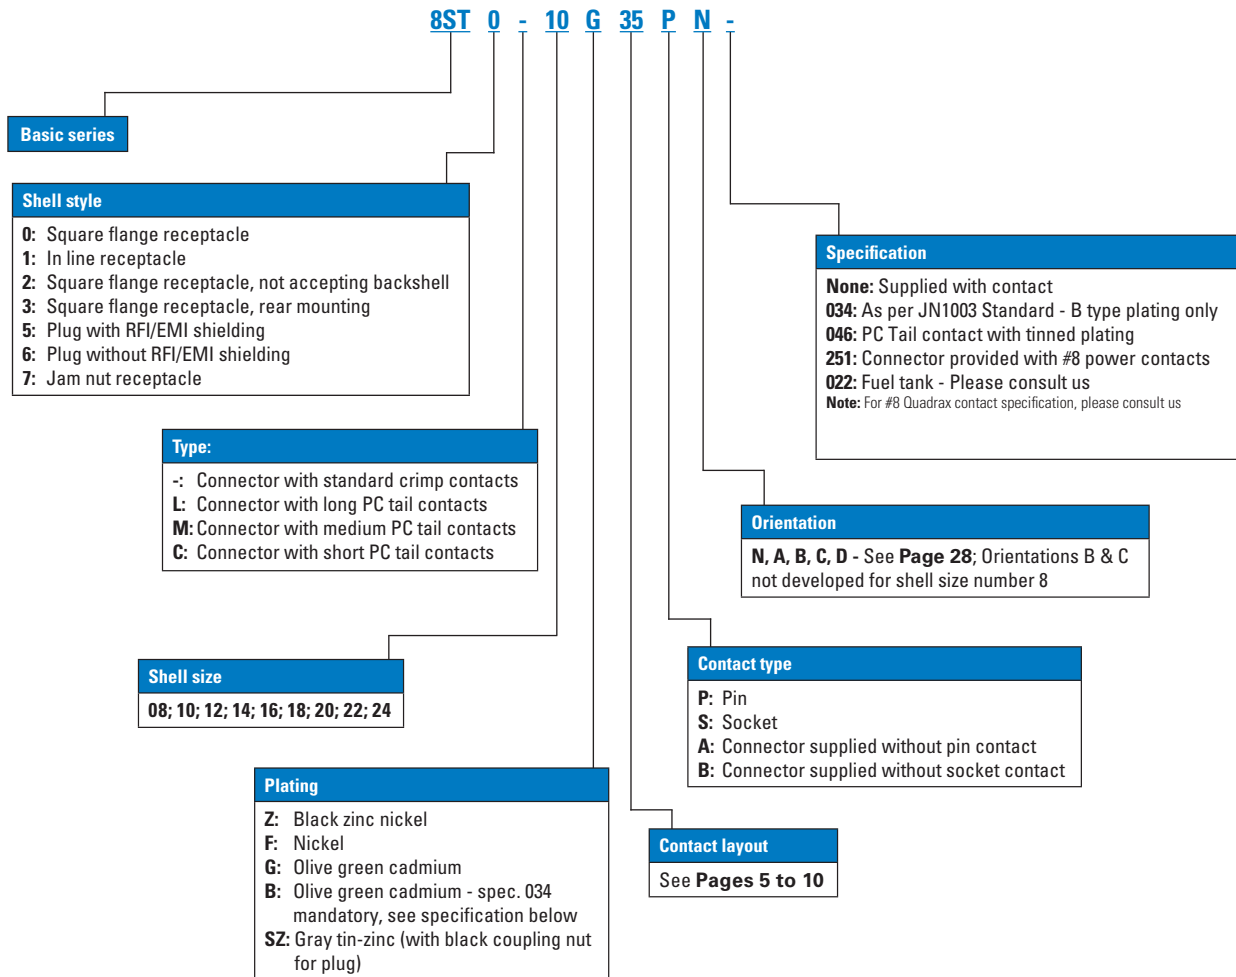 8ST 0 - 10 G 35 P N -
Basic series
Shell style
0: Square flange receptacle
1: In line receptacle
2: Square flange receptacle, not accepting backshell
3: Square flange receptacle, rear mounting
5: Plug with RFI/EMI shielding
6: Plug without RFI/EMI shielding
7: Jam nut receptacle
Specification
None: Supplied with contact
034: As per JN1003 Standard - B type plating only
046: PC Tail contact with tinned plating
251: Connector provided with #8 power contacts
022: Fuel tank - Please consult us
Note: For #8 Quadrax contact specification, please consult us
Type:
-: Connector with standard crimp contacts
L: Connector with long PC tail contacts
M: Connector with medium PC tail contacts
C: Connector with short PC tail contacts
Orientation
N, A, B, C, D - See Page 28; Orientations B & C
not developed for shell size number 8
Shell size
08; 10; 12; 14; 16; 18; 20; 22; 24
Contact type
P: Pin
S: Socket
A: Connector supplied without pin contact
B: Connector supplied without socket contact
Plating
Z: Black zinc nickel
F: Nickel
G: Olive green cadmium
B: Olive green cadmium - spec. 034
mandatory, see specification below
SZ: Gray tin-zinc (with black coupling nut
for plug)
Contact layout
See Pages 5 to 10